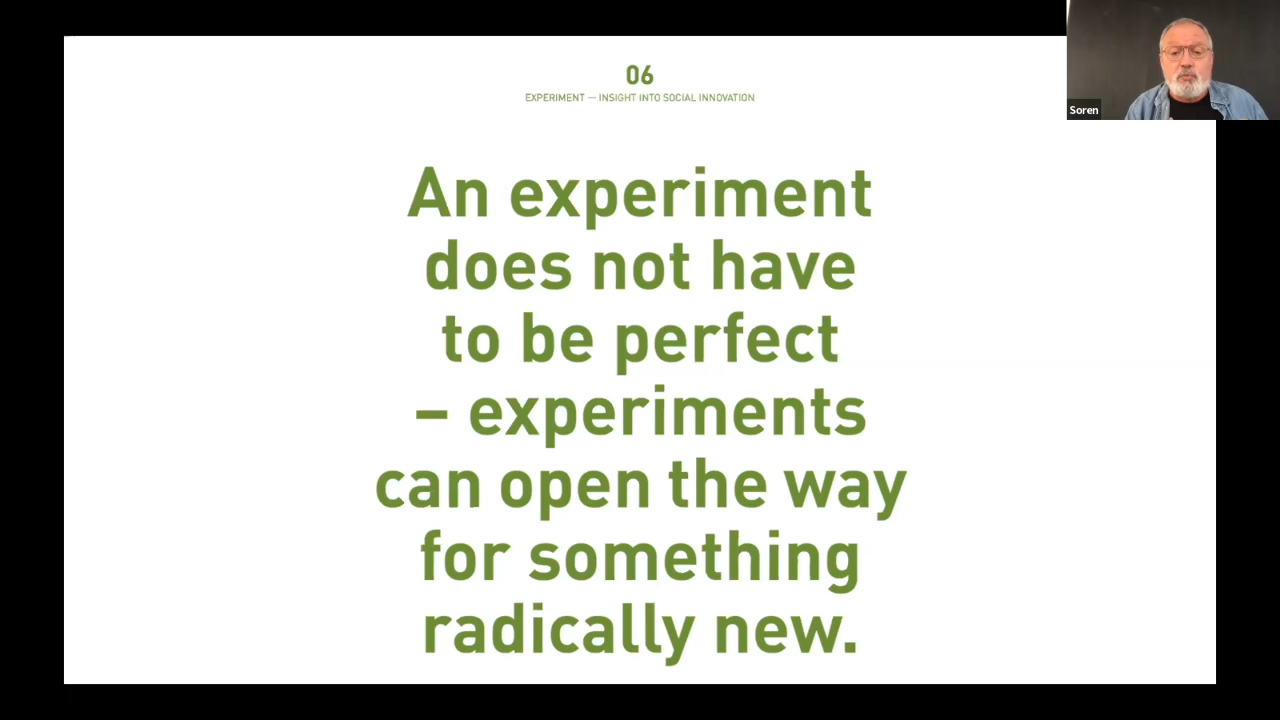 06
EXPERIMENT — INSIGHT INTO SOCIAL INNOVATION
An experiment
does not have
to be perfect
– experiments
can open the way
for something
radically new.
Soren